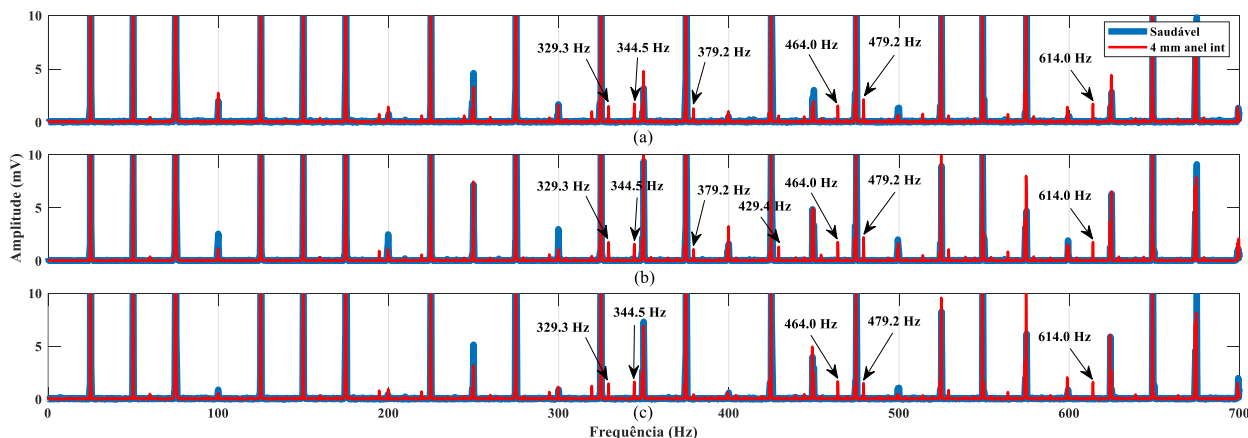 10
5
0
329.3 Hz
344.5 Hz
379.2 Hz
464.0 Hz
479.2 Hz
614.0 Hz
Saudável
4 mm anel int
(a)
Amplitude (mV)
10
5
0
329.3 Hz
344.5 Hz
379.2 Hz
429.4 Hz
464.0 Hz
479.2 Hz
614.0 Hz
(b)
10
5
0
329.3 Hz
344.5 Hz
464.0 Hz
479.2 Hz
614.0 Hz
0 100 200 300 400 500 600 700
(c)
Frequência (Hz)